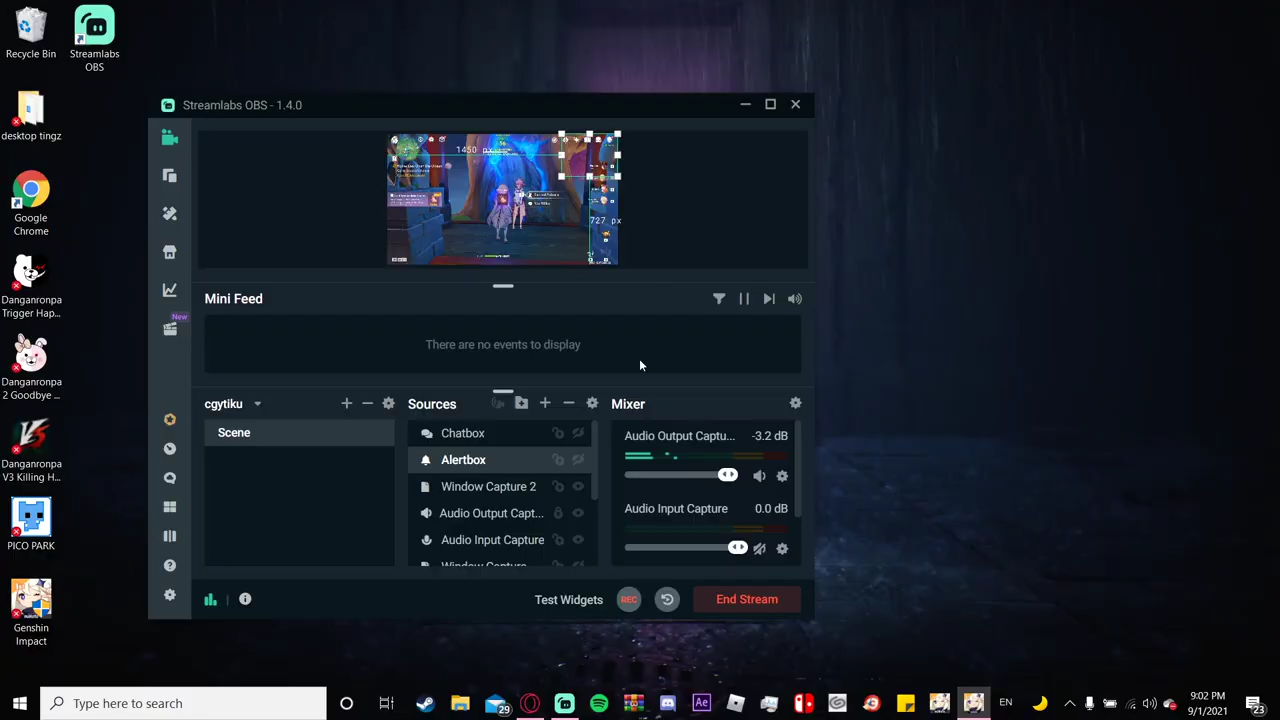 Recycle Bin
Streamlabs
OBS
desktop tingz
Google
Chrome
Danganronpa
Trigger Hap...
Danganronpa
2 Goodbye ...
Danganronpa
V3 Killing H...
PICO PARK
Genshin
Impact
Streamlabs OBS - 1.4.0
1450 px
727 px
New
Mini Feed
There are no events to display
cgytiku
Scene
Sources
Chatbox
Alertbox
Window Capture 2
Audio Output Capt...
Audio Input Capture
Window Capture
Mixer
Audio Output Captu... -3.2 dB
Audio Input Capture 0.0 dB
Test Widgets
REC
End Stream
Type here to search
29
Ae
EN
9:02 PM
9/1/2021
23